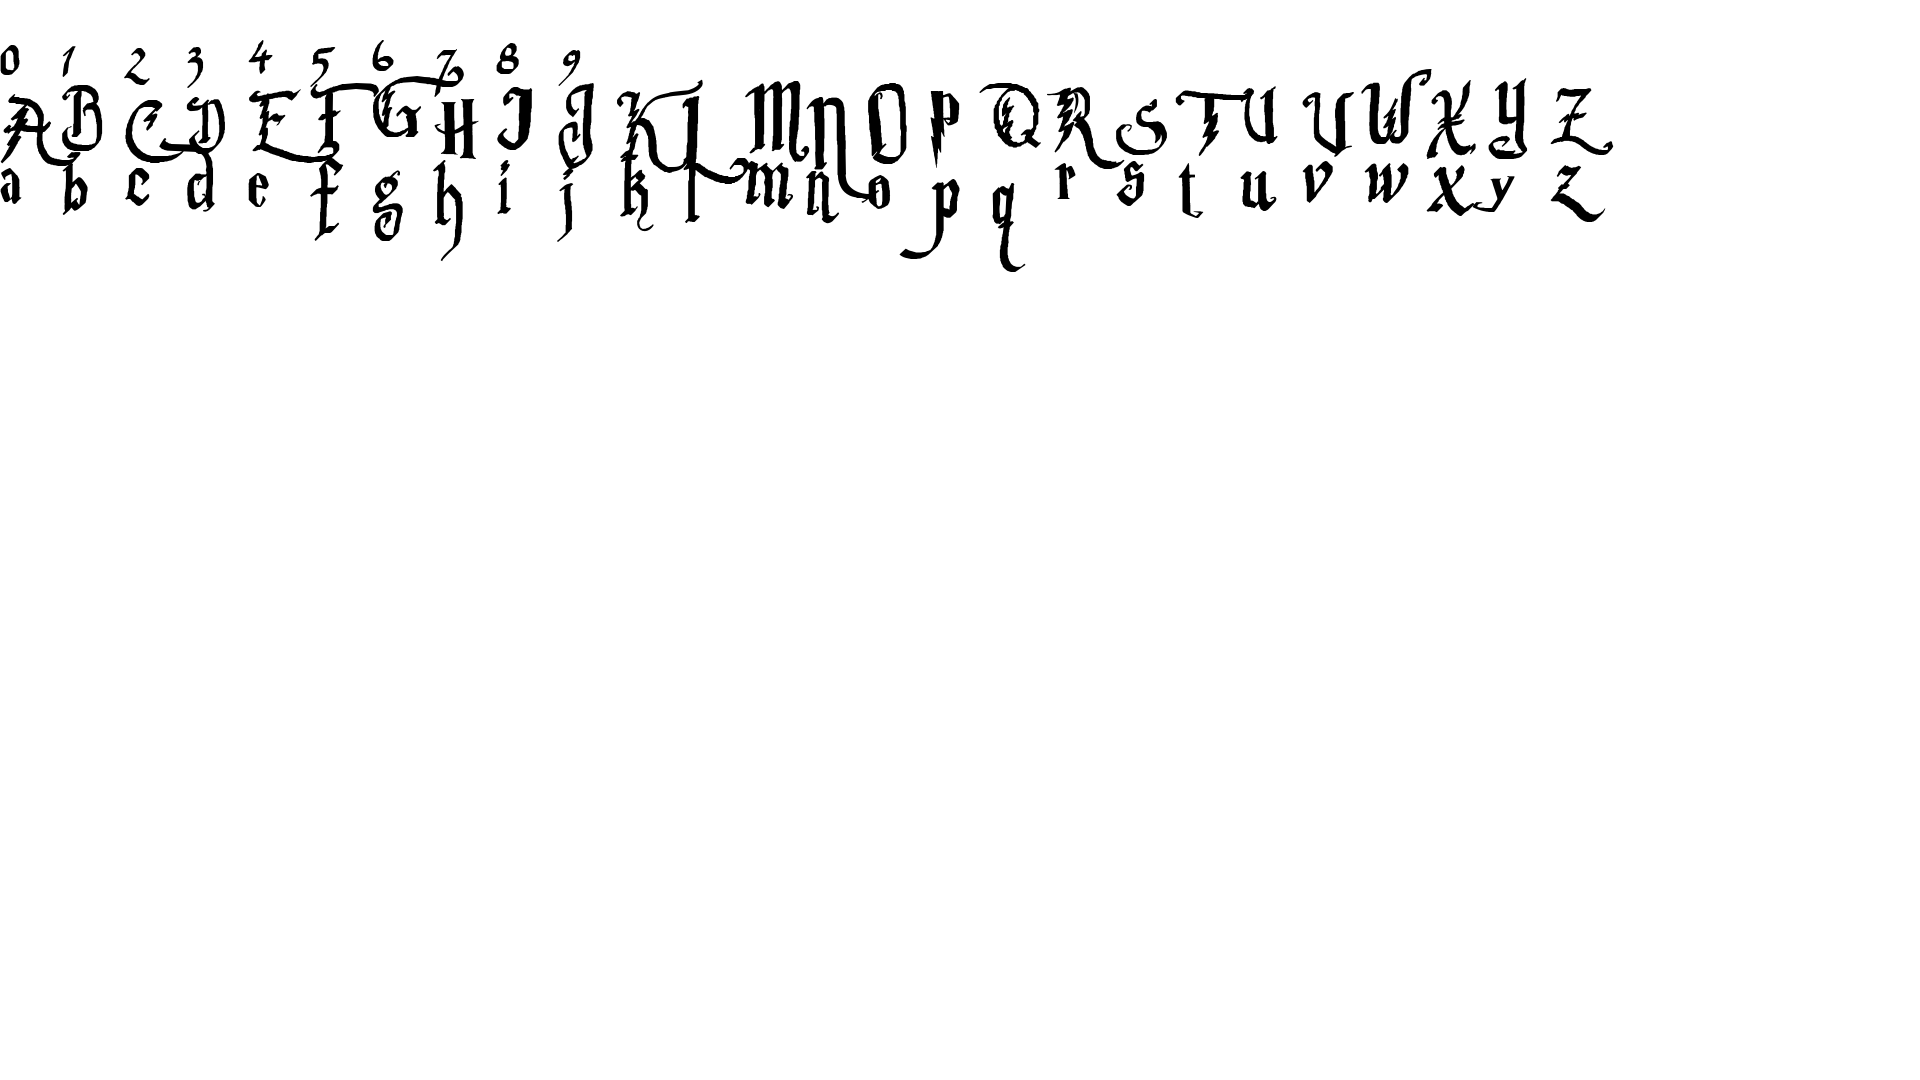 0 1 2 3 4 5 6 7 8 9
A B C D E F G H I J K L M N O P Q R S T U V W X Y Z
a b c d e f g h i j k l m n o p q r s t u v w x y z